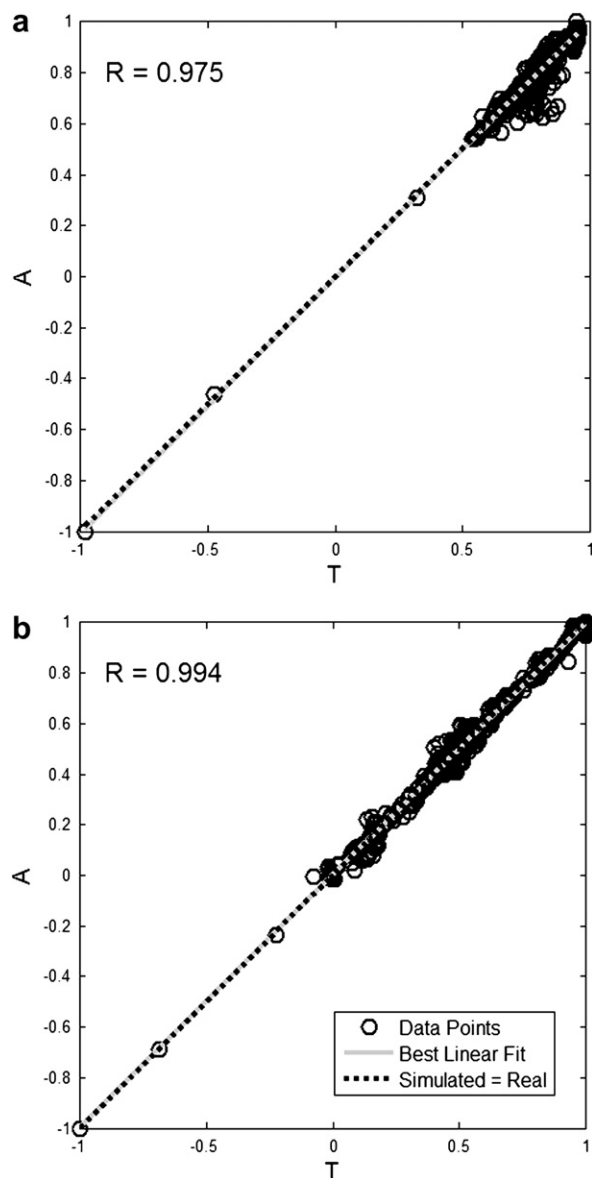 a
R = 0.975
1
0.8
0.6
0.4
0.2
0
-0.2
-0.4
-0.6
-0.8
-1
A
-1
-0.5
0
0.5
1
T
b
R = 0.994
1
0.8
0.6
0.4
0.2
0
-0.2
-0.4
-0.6
-0.8
-1
A
Data Points
Best Linear Fit
Simulated = Real
-1
-0.5
0
0.5
1
T